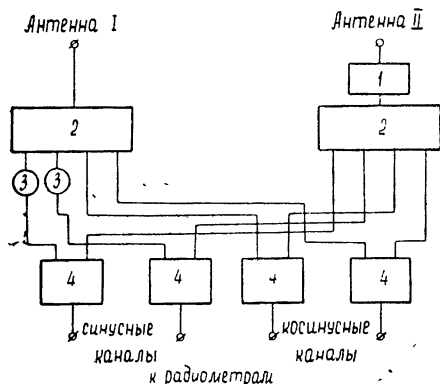 Антенна I
Антенна II
1
2
2
3
3
4
4
4
4
синусные
каналы
косинусные
каналы
к радиометрам